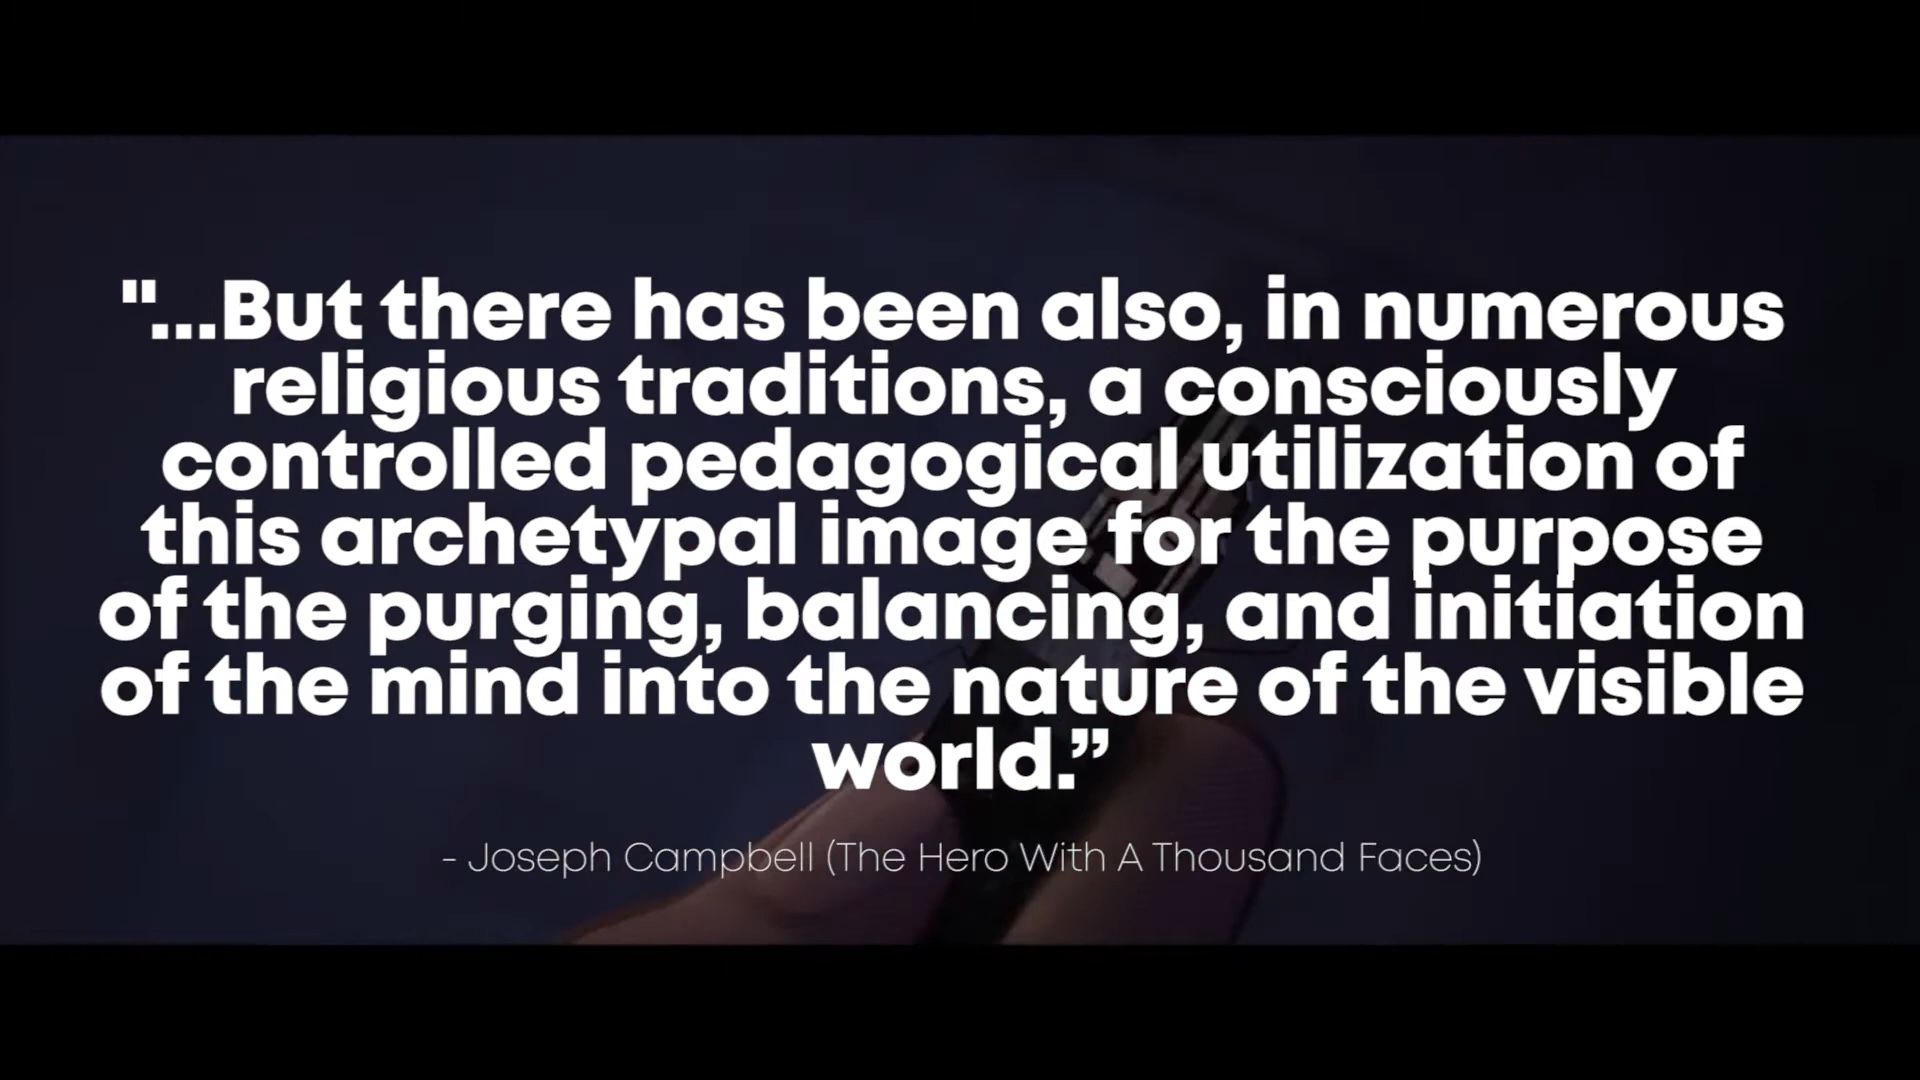 "...But there has been also, in numerous
religious traditions, a consciously
controlled pedagogical utilization of
this archetypal image for the purpose
of the purging, balancing, and initiation
of the mind into the nature of the visible
world.”
- Joseph Campbell (The Hero With A Thousand Faces)